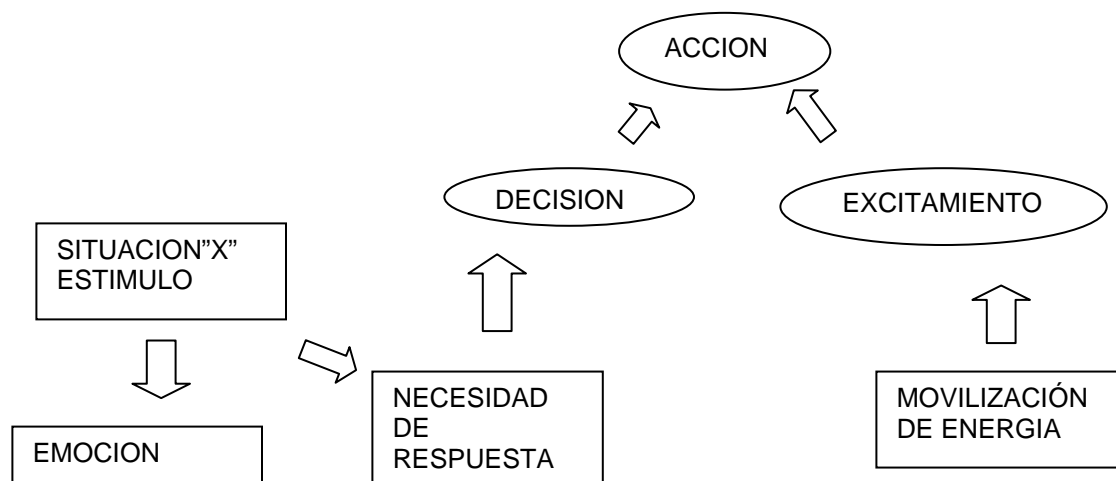 ACCION
DECISION
EXCITAMIENTO
SITUACION”X”
ESTIMULO
NECESIDAD
DE
RESPUESTA
MOVILIZACIÓN
DE ENERGIA
EMOCION